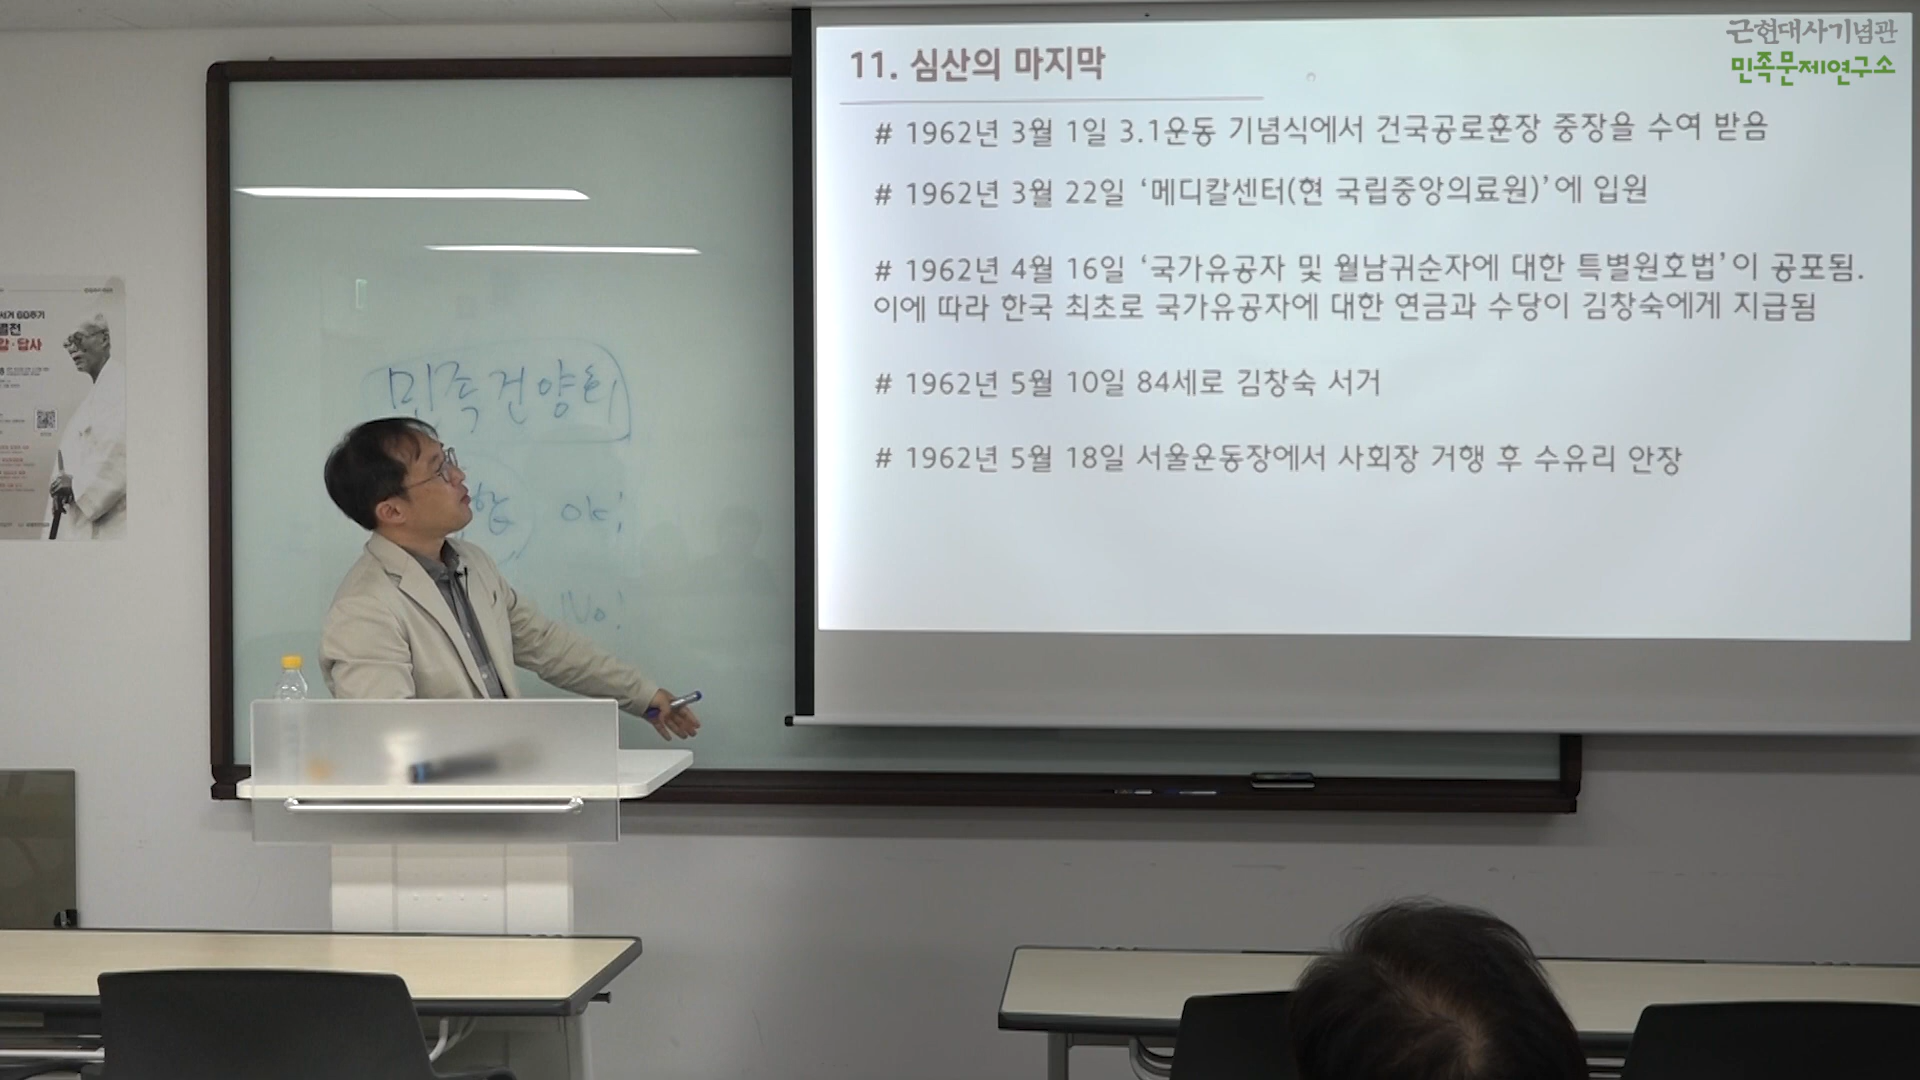 근현대사기념관
민족문제연구소
11. 심산의 마지막
# 1962년 3월 1일 3.1운동 기념식에서 건국공로훈장 중장을 수여 받음
# 1962년 3월 22일 ‘메디칼센터(현 국립중앙의료원)’에 입원
# 1962년 4월 16일 ‘국가유공자 및 월남귀순자에 대한 특별원호법’이 공포됨.
이에 따라 한국 최초로 국가유공자에 대한 연금과 수당이 김창숙에게 지급됨
# 1962년 5월 10일 84세로 김창숙 서거
# 1962년 5월 18일 서울운동장에서 사회장 거행 후 수유리 안장
민족건양회
ok!
No!
서거 60주기
별전
답사